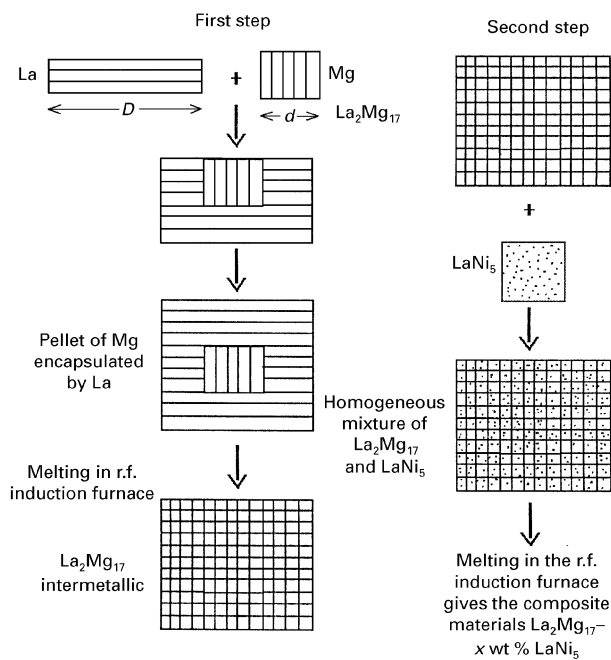 First step
La
+
Mg
D
d
La₂Mg₁₇
Pellet of Mg
encapsulated
by La
Melting in r.f.
induction furnace
La₂Mg₁₇
intermetallic
Second step
+
LaNi₅
Homogeneous
mixture of
La₂Mg₁₇
and LaNi₅
Melting in the r.f.
induction furnace
gives the composite
materials La₂Mg₁₇–
x wt % LaNi₅